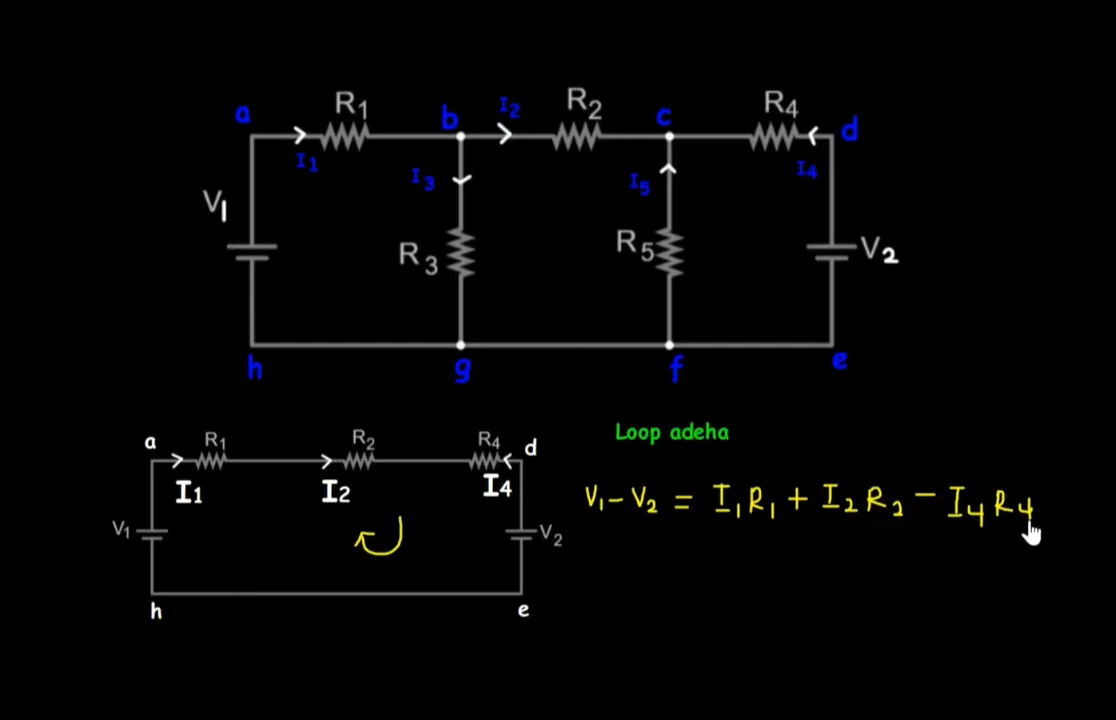 a R1 b I2 R2 c R4 d
I1 I3 I5 I4
V1 R3 R5 V2
h g f e
Loop adeha
a R1 R2 R4 d
I1 I2 I4
V1 - V2 = I1R1 + I2R2 - I4R4
V1 V2
h e